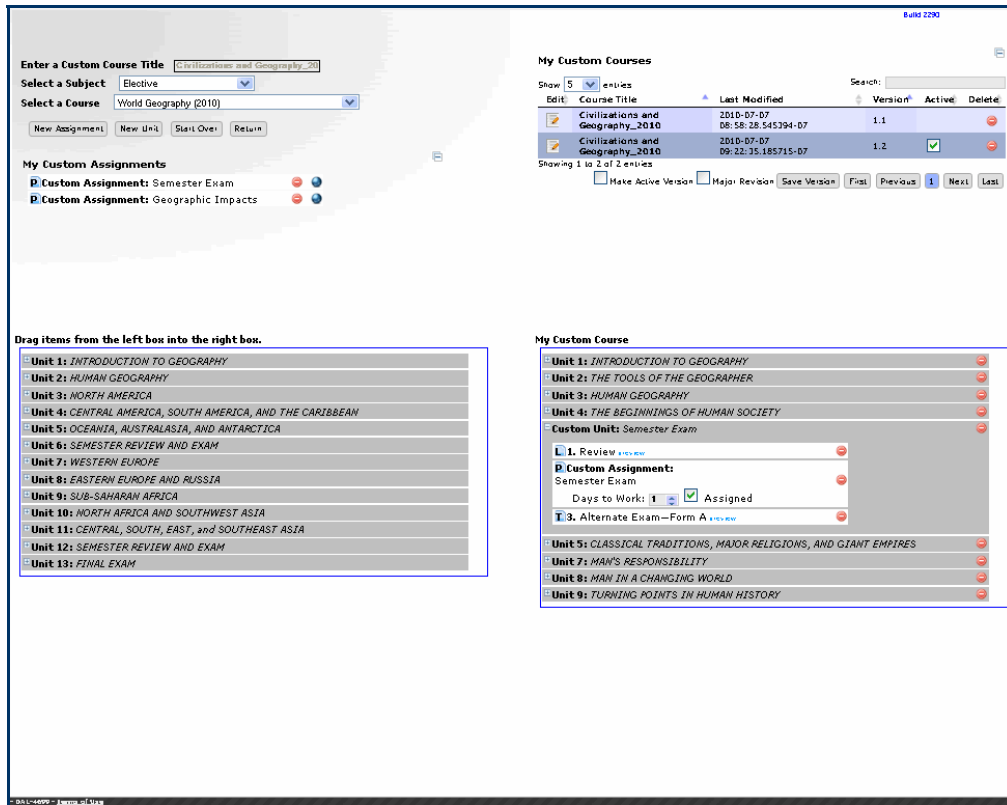 Build 2290
Enter a Custom Course Title Civilizations and Geography_20
Select a Subject Elective
Select a Course World Geography (2010)
New Assignment New Unit Start Over Return
My Custom Assignments
P Custom Assignment: Semester Exam
P Custom Assignment: Geographic Impacts
My Custom Courses
Show 5 entries Search:
Edit Course Title Last Modified Version Active Delete
Civilizations and Geography_2010 2010-07-07 08:58:28.545394-07 1.1
Civilizations and Geography_2010 2010-07-07 09:22:35.185715-07 1.2
Showing 1 to 2 of 2 entries
Make Active Version Major Revision Save Version First Previous 1 Next Last
Drag items from the left box into the right box.
Unit 1: INTRODUCTION TO GEOGRAPHY
Unit 2: HUMAN GEOGRAPHY
Unit 3: NORTH AMERICA
Unit 4: CENTRAL AMERICA, SOUTH AMERICA, AND THE CARIBBEAN
Unit 5: OCEANIA, AUSTRALASIA, AND ANTARCTICA
Unit 6: SEMESTER REVIEW AND EXAM
Unit 7: WESTERN EUROPE
Unit 8: EASTERN EUROPE AND RUSSIA
Unit 9: SUB-SAHARAN AFRICA
Unit 10: NORTH AFRICA AND SOUTHWEST ASIA
Unit 11: CENTRAL, SOUTH, EAST, and SOUTHEAST ASIA
Unit 12: SEMESTER REVIEW AND EXAM
Unit 13: FINAL EXAM
My Custom Course
Unit 1: INTRODUCTION TO GEOGRAPHY
Unit 2: THE TOOLS OF THE GEOGRAPHER
Unit 3: HUMAN GEOGRAPHY
Unit 4: THE BEGINNINGS OF HUMAN SOCIETY
Custom Unit: Semester Exam
L 1. Review preview
P Custom Assignment:
Semester Exam
Days to Work: 1 Assigned
T 3. Alternate Exam—Form A preview
Unit 5: CLASSICAL TRADITIONS, MAJOR RELIGIONS, AND GIANT EMPIRES
Unit 7: MAN'S RESPONSIBILITY
Unit 8: MAN IN A CHANGING WORLD
Unit 9: TURNING POINTS IN HUMAN HISTORY
- DAL-4699 - Terms of Use